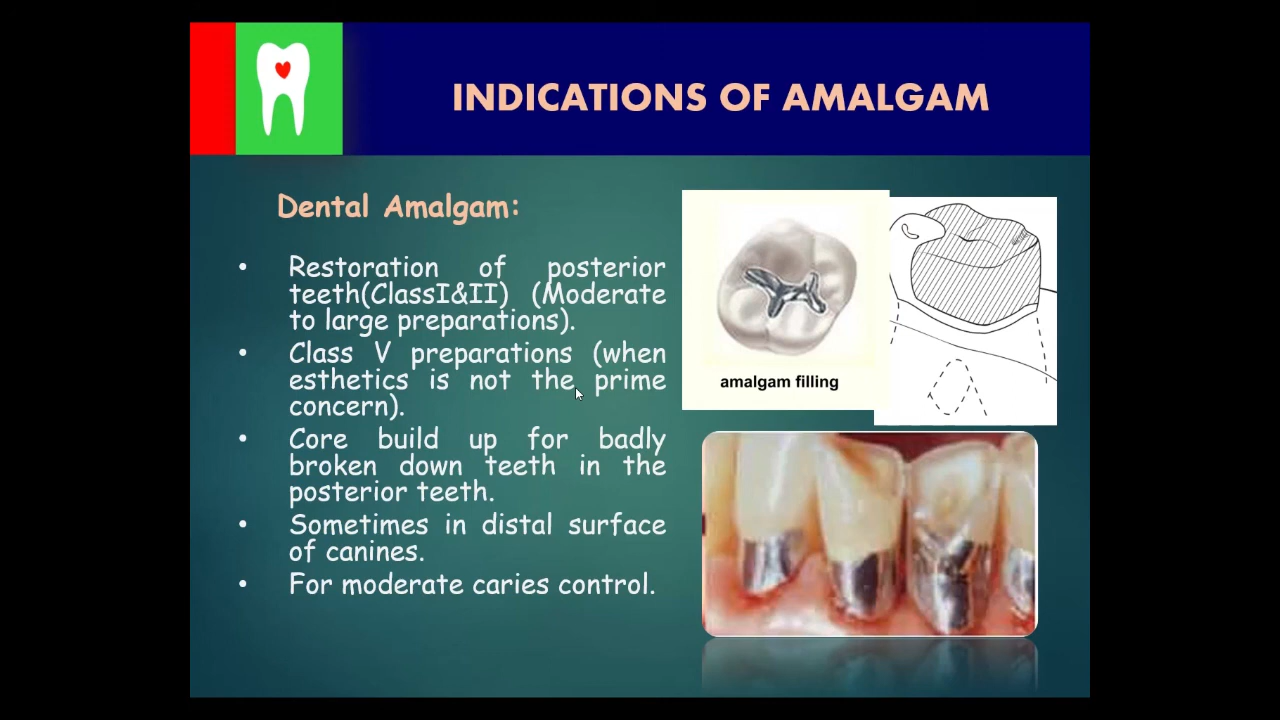 INDICATIONS OF AMALGAM
Dental Amalgam:
• Restoration of posterior
teeth(ClassI&II) (Moderate
to large preparations).
• Class V preparations (when
esthetics is not the prime
concern).
• Core build up for badly
broken down teeth in the
posterior teeth.
• Sometimes in distal surface
of canines.
• For moderate caries control.
amalgam filling